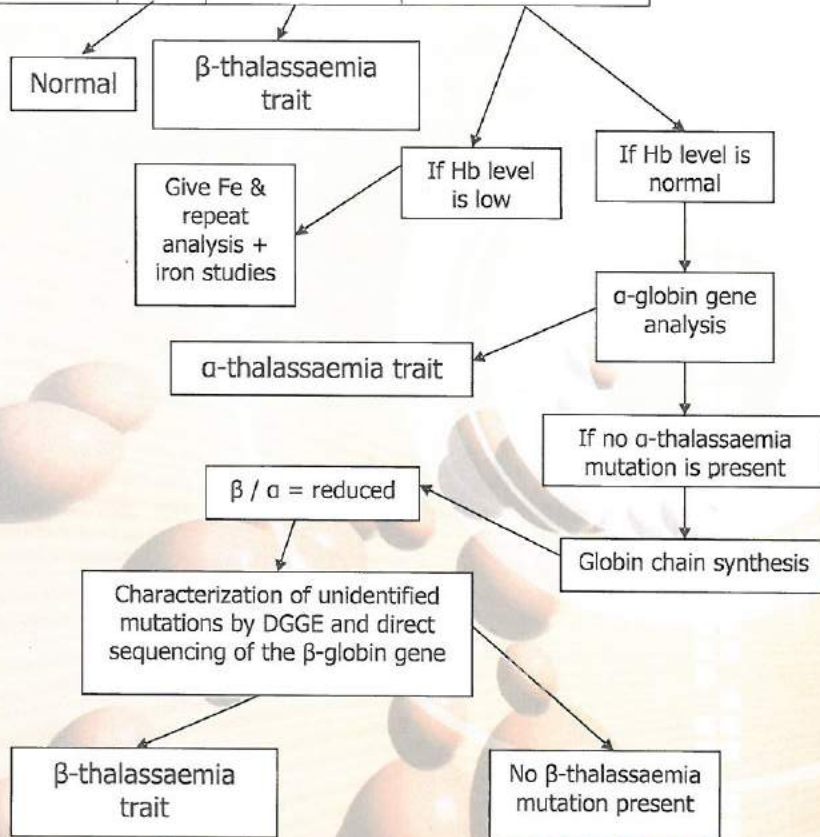 Normal
β-thalassaemia
trait
If Hb level
is low
If Hb level is
normal
Give Fe &
repeat
analysis +
iron studies
α-globin gene
analysis
α-thalassaemia trait
If no α-thalassaemia
mutation is present
β / α = reduced
Globin chain synthesis
Characterization of unidentified
mutations by DGGE and direct
sequencing of the β-globin gene
β-thalassaemia
trait
No β-thalassaemia
mutation present